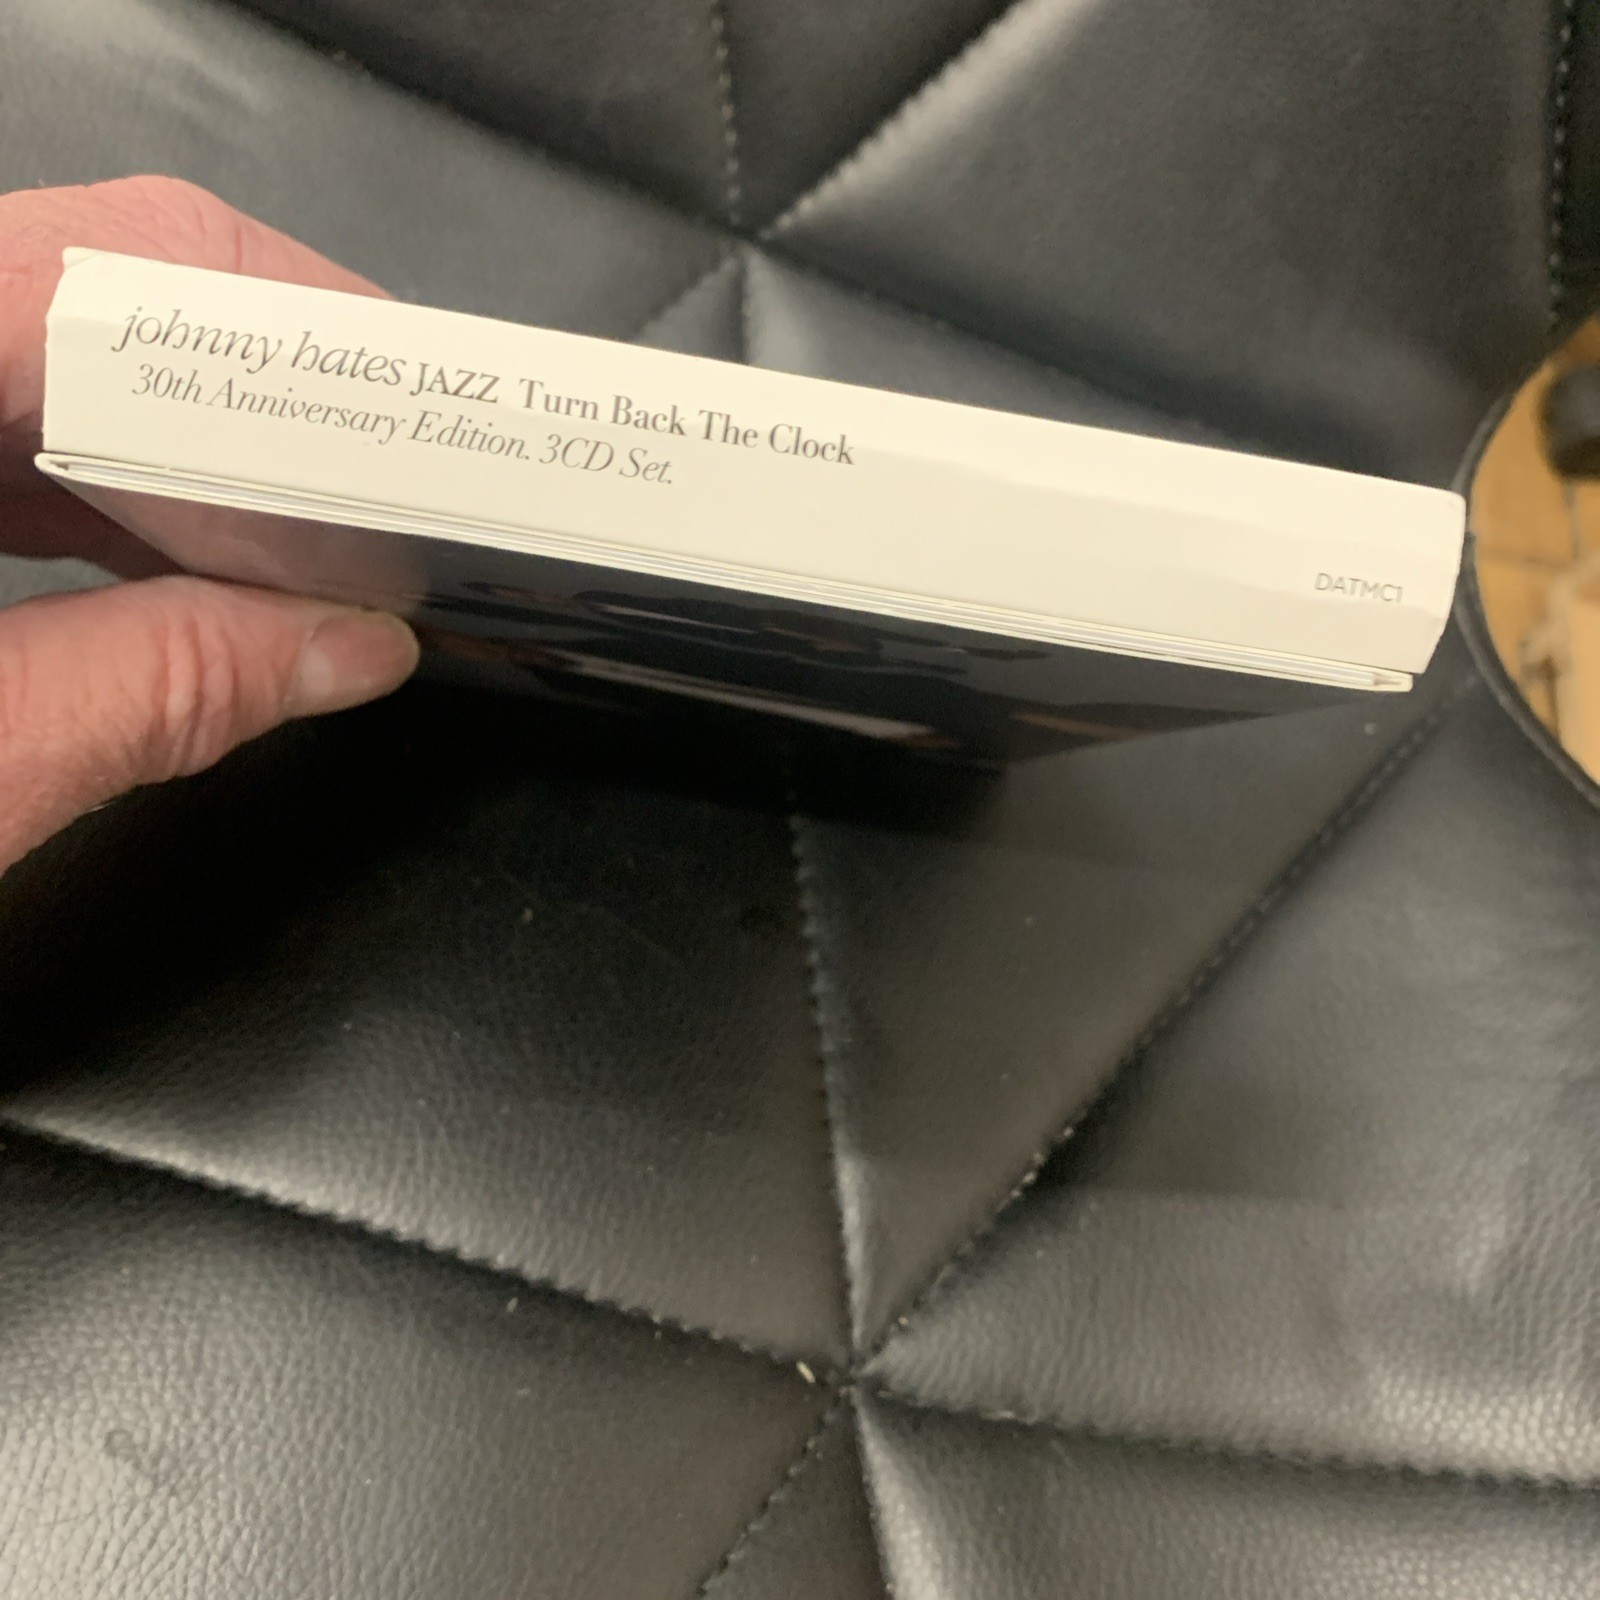 johnny hates JAZZ Turn Back The Clock
30th Anniversary Edition. 3CD Set.
DATMC1